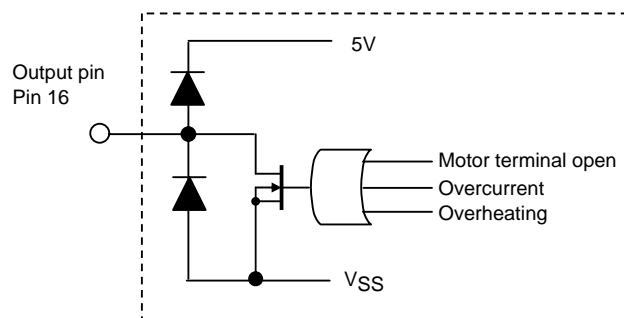 5V
Output pin
Pin 16
Motor terminal open
Overcurrent
Overheating
VSS